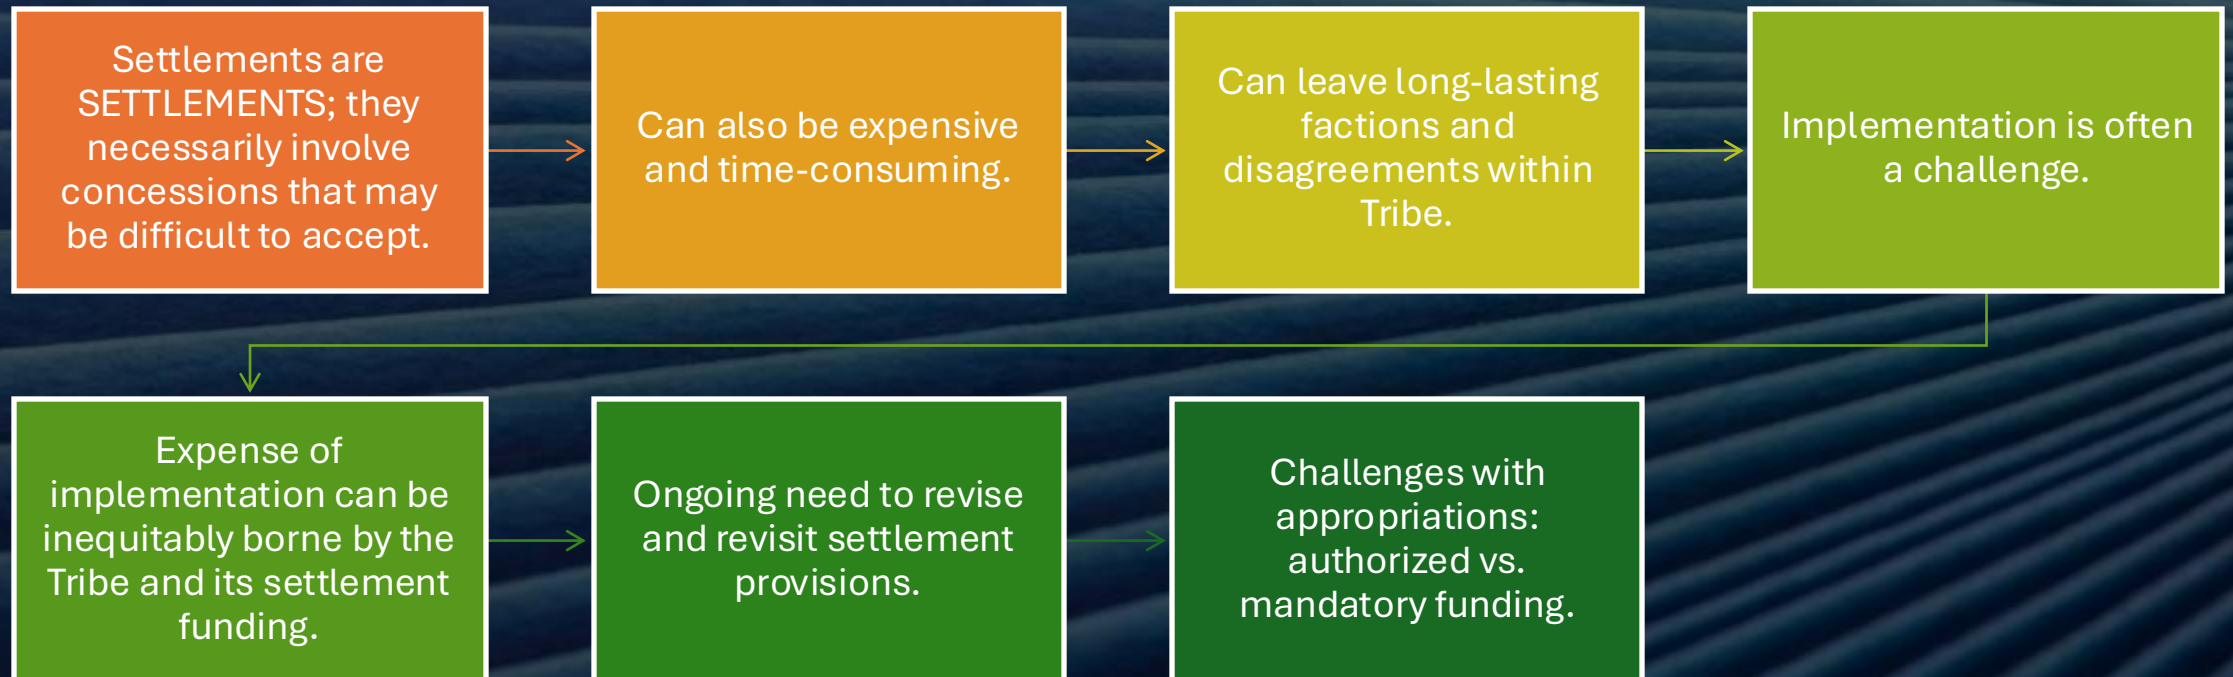 Settlements are
SETTLEMENTS; they
necessarily involve
concessions that may
be difficult to accept.
Can also be expensive
and time-consuming.
Can leave long-lasting
factions and
disagreements within
Tribe.
Implementation is often
a challenge.
Expense of
implementation can be
inequitably borne by the
Tribe and its settlement
funding.
Ongoing need to revise
and revisit settlement
provisions.
Challenges with
appropriations:
authorized vs.
mandatory funding.